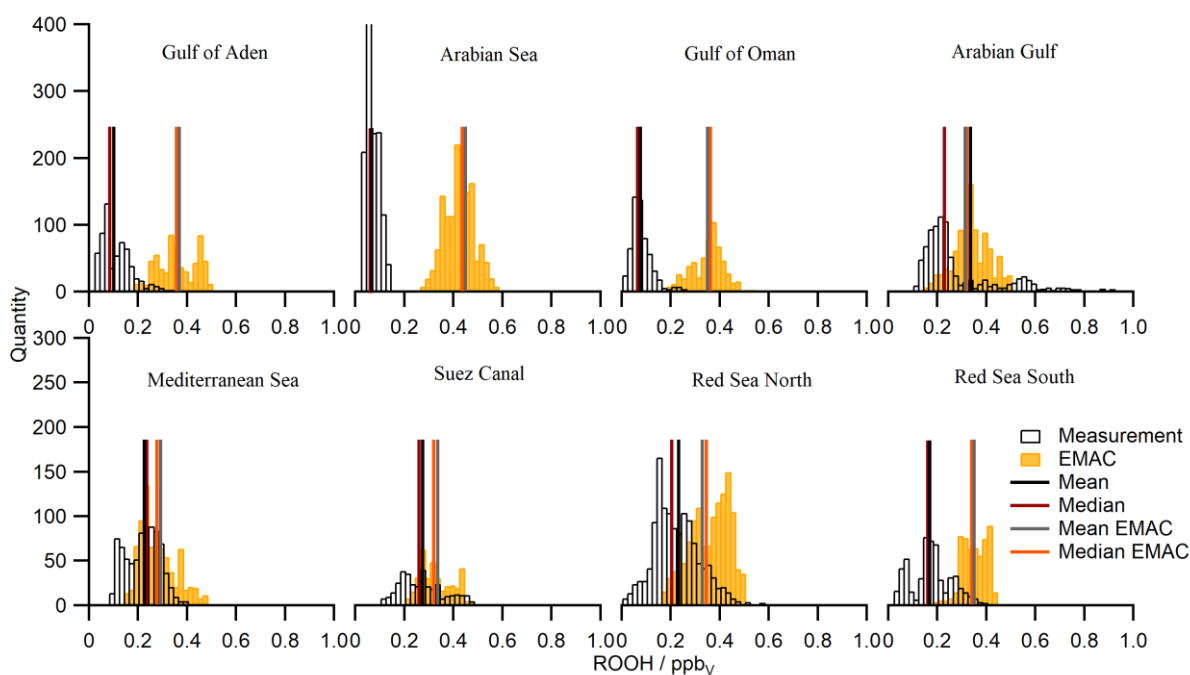 400
300
200
100
0
Gulf of Aden
Arabian Sea
Gulf of Oman
Arabian Gulf
0 0.2 0.4 0.6 0.8 1.0
0 0.2 0.4 0.6 0.8 1.0
0 0.2 0.4 0.6 0.8 1.0
0 0.2 0.4 0.6 0.8 1.0
Quantity
300
250
200
150
100
50
0
Mediterranean Sea
Suez Canal
Red Sea North
Red Sea South
Measurement
EMAC
Mean
Median
Mean EMAC
Median EMAC
0 0.2 0.4 0.6 0.8 1.0
0 0.2 0.4 0.6 0.8 1.0
0 0.2 0.4 0.6 0.8 1.0
0 0.2 0.4 0.6 0.8 1.0
ROOH / ppbv